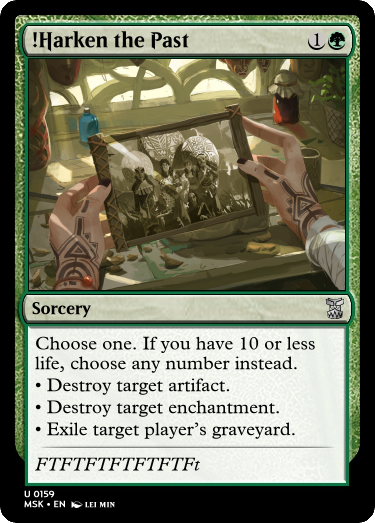 !Harken the Past 1
Sorcery
Choose one. If you have 10 or less
life, choose any number instead.
• Destroy target artifact.
• Destroy target enchantment.
• Exile target player's graveyard.
FTFTFTFTFTFTFt
U 0159
MSK • EN LEI MIN